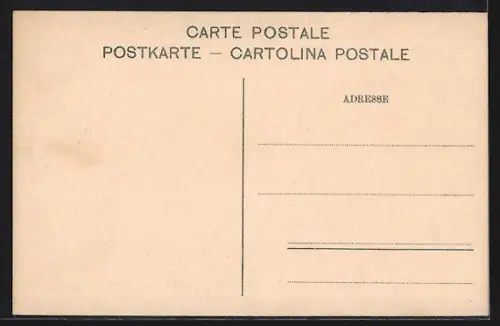 CARTE POSTALE
POSTKARTE — CARTOLINA POSTALE
ADRESSE